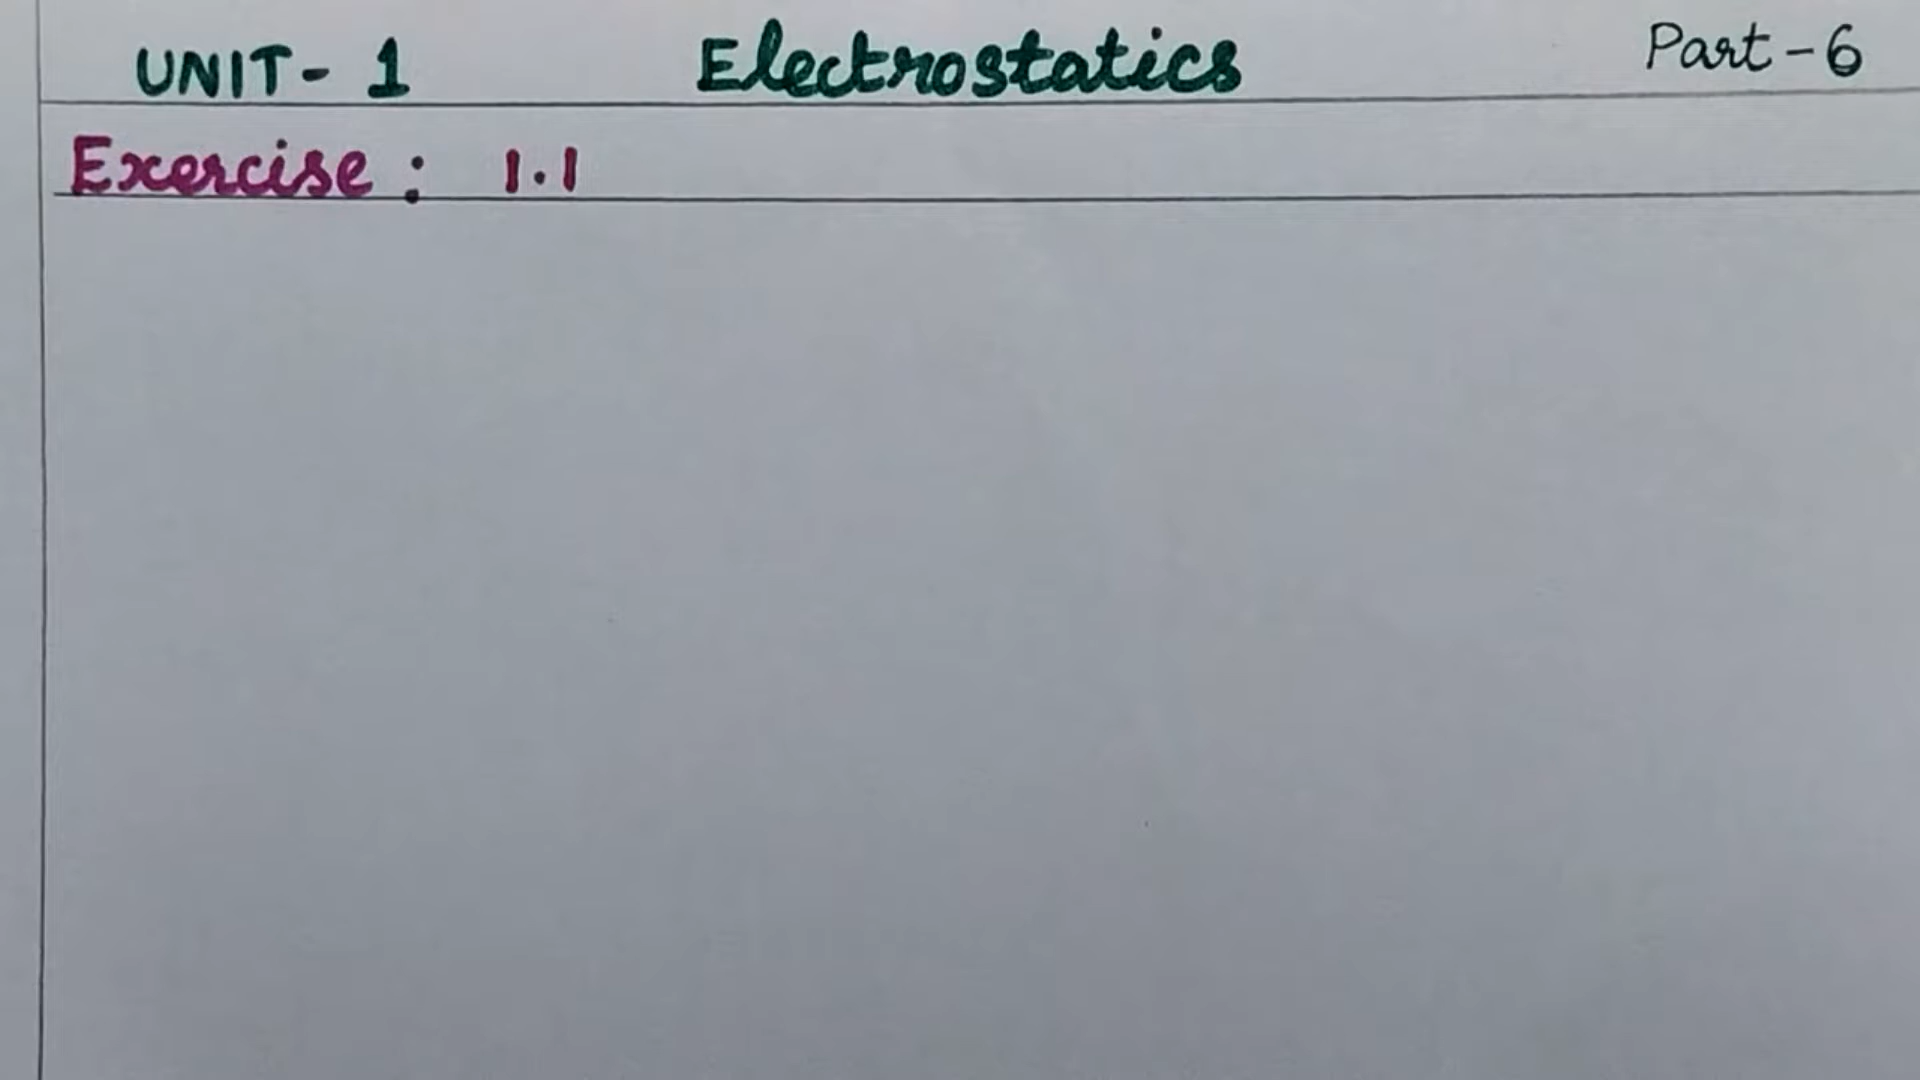 UNIT - 1 Electrostatics Part - 6
Exercise : 1.1